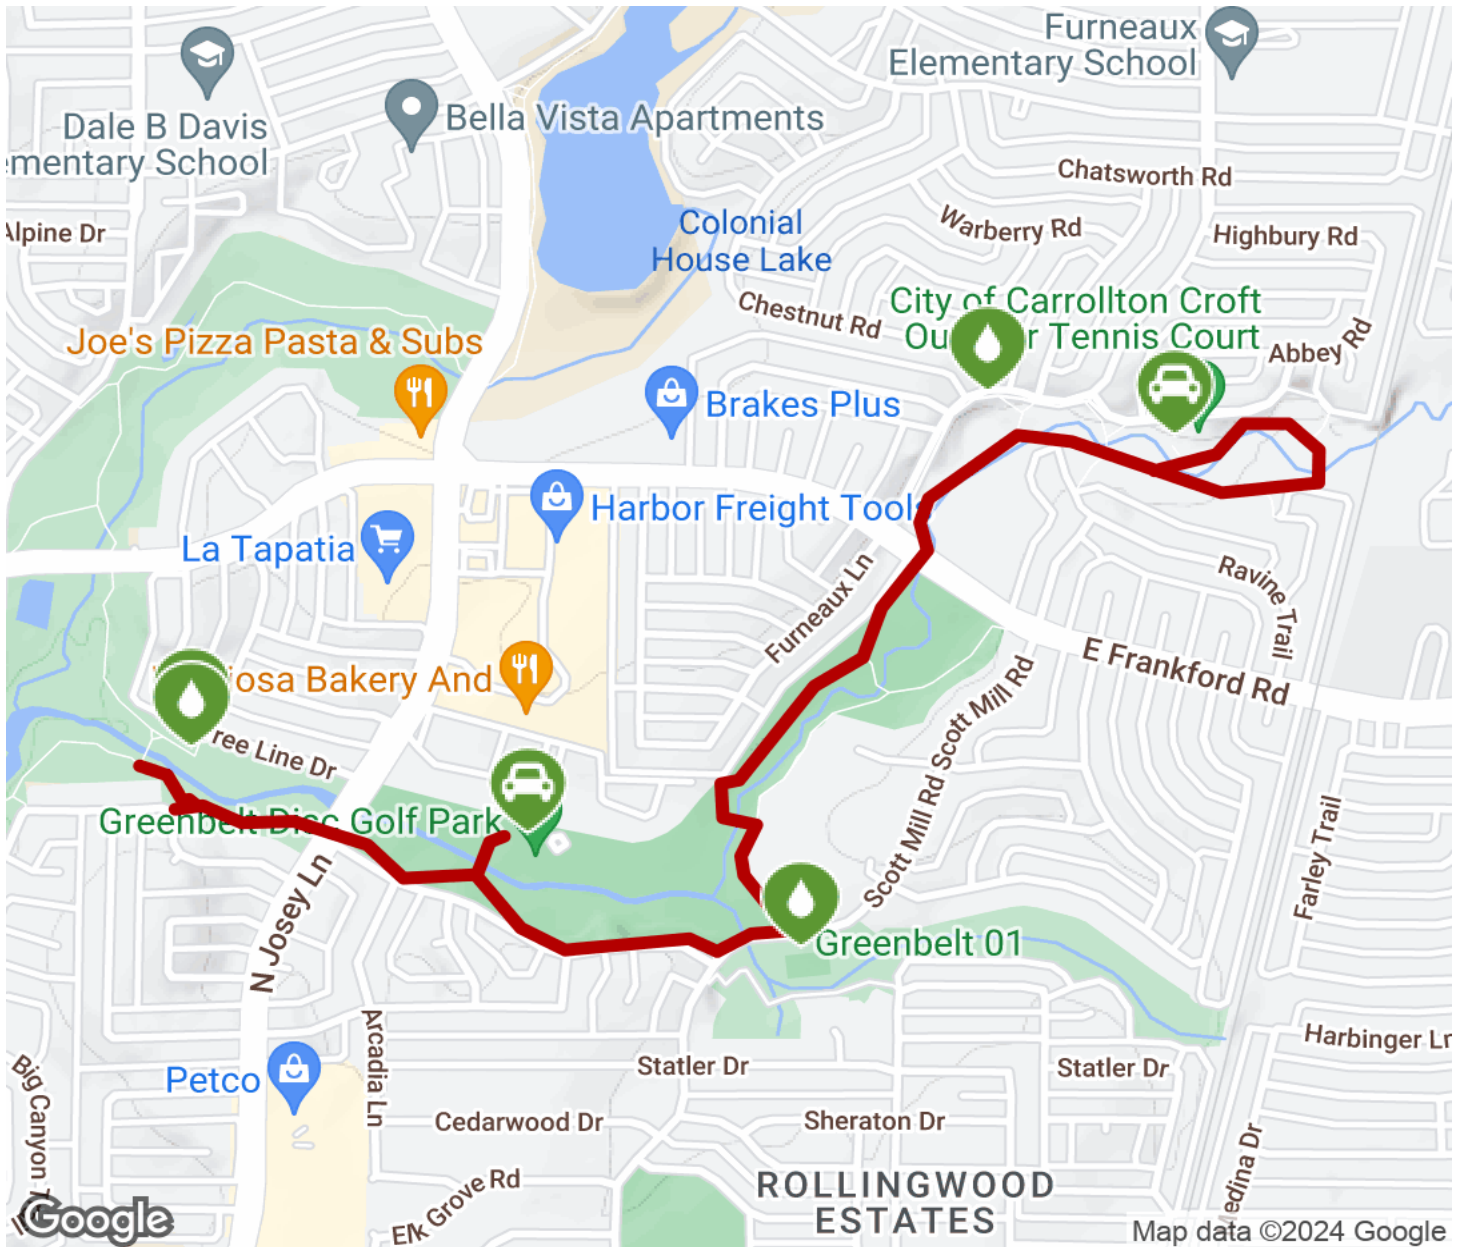 Furneaux
Elementary School
Dale B Davis
ementary School
Bella Vista Apartments
Chatsworth Rd
Warberry Rd
Highbury Rd
Alpine Dr
Colonial
House Lake
Chestnut Rd
City of Carrollton Croft
Tennis Court
Abbey Rd
Joe's Pizza Pasta & Subs
Brakes Plus
Harbor Freight Tools
La Tapatia
Furneaux Ln
Ravine Trail
E Frankford Rd
iosa Bakery And
ree Line Dr
Scott Mill Rd
Scott Mill Rd
Greenbelt Disc Golf Park
Farley Trail
N Josey Ln
Greenbelt 01
Arcadia Ln
Harbinger Ln
Statler Dr
Statler Dr
Big Canyon
Petco
Cedarwood Dr
Sheraton Dr
Medina Dr
Elk Grove Rd
ROLLINGWOOD
ESTATES
Google
Map data ©2024 Google